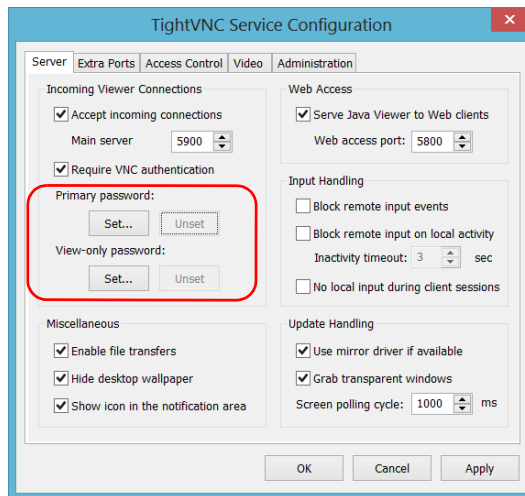 TightVNC Service Configuration
x
Server Extra Ports Access Control Video Administration
Incoming Viewer Connections
Accept incoming connections
Main server 5900
Require VNC authentication
Primary password:
Set... Unset
View-only password:
Set... Unset
Web Access
Serve Java Viewer to Web clients
Web access port: 5800
Input Handling
Block remote input events
Block remote input on local activity
Inactivity timeout: 3 sec
No local input during client sessions
Miscellaneous
Enable file transfers
Hide desktop wallpaper
Show icon in the notification area
Update Handling
Use mirror driver if available
Grab transparent windows
Screen polling cycle: 1000 ms
OK Cancel Apply